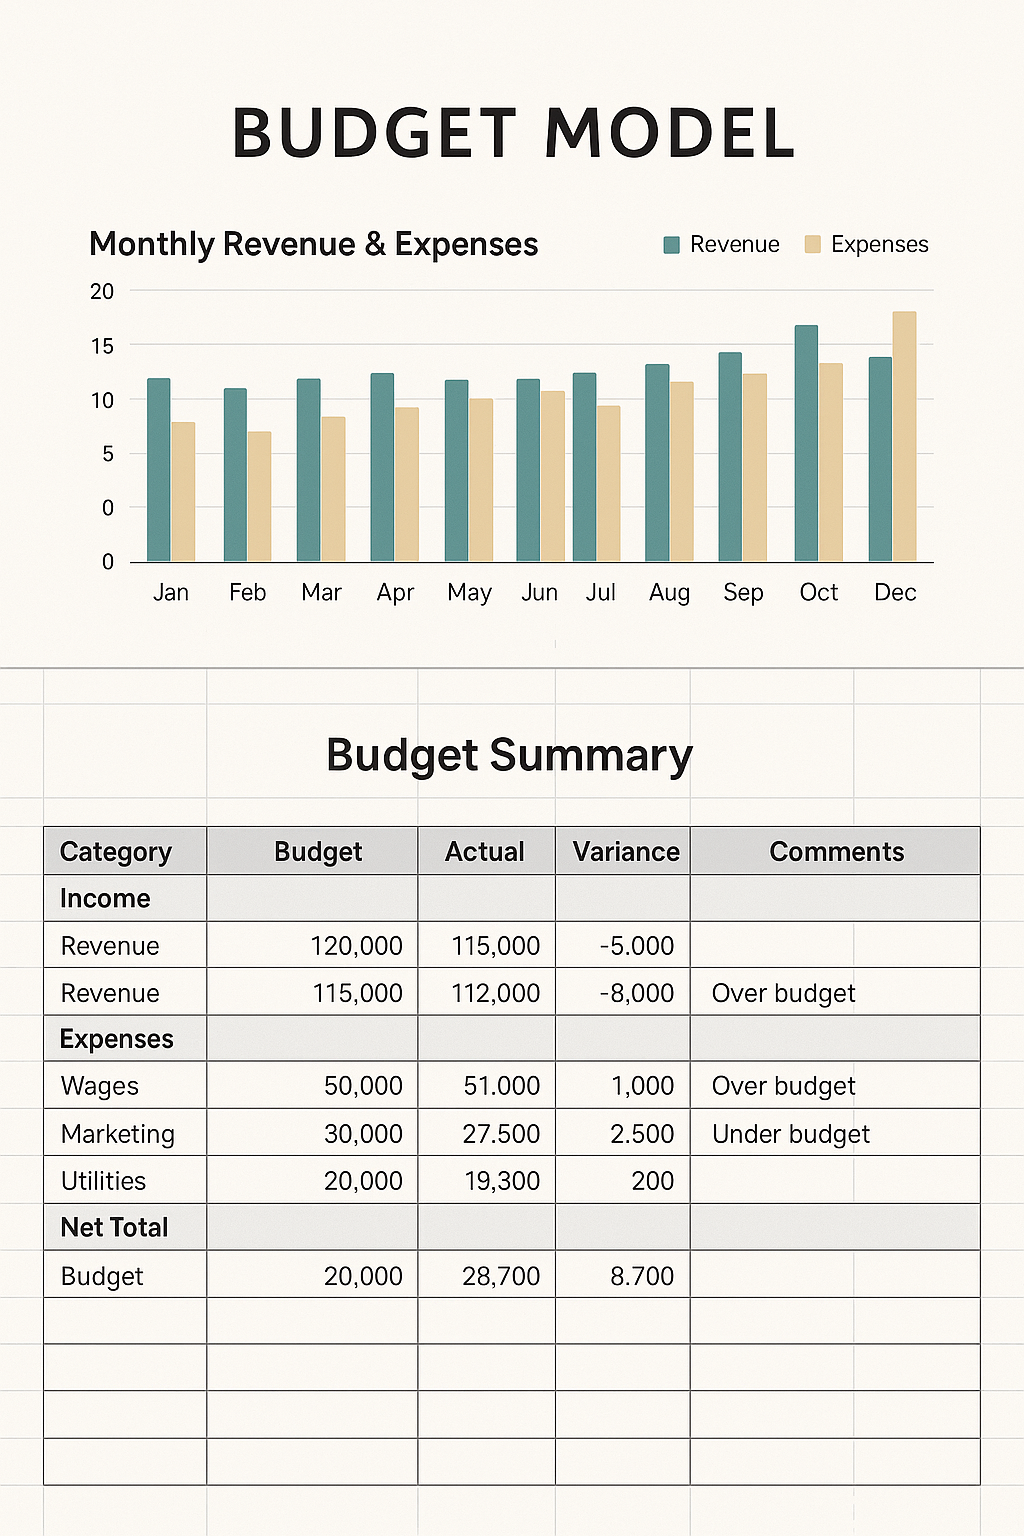 BUDGET MODEL
Monthly Revenue & Expenses Revenue Expenses
20
15
10
5
0
0
Jan Feb Mar Apr May Jun Jul Aug Sep Oct Dec
Budget Summary
Category Budget Actual Variance Comments
Income
Revenue 120,000 115,000 -5.000
Revenue 115,000 112,000 -8,000 Over budget
Expenses
Wages 50,000 51.000 1,000 Over budget
Marketing 30,000 27.500 2.500 Under budget
Utilities 20,000 19,300 200
Net Total
Budget 20,000 28,700 8.700